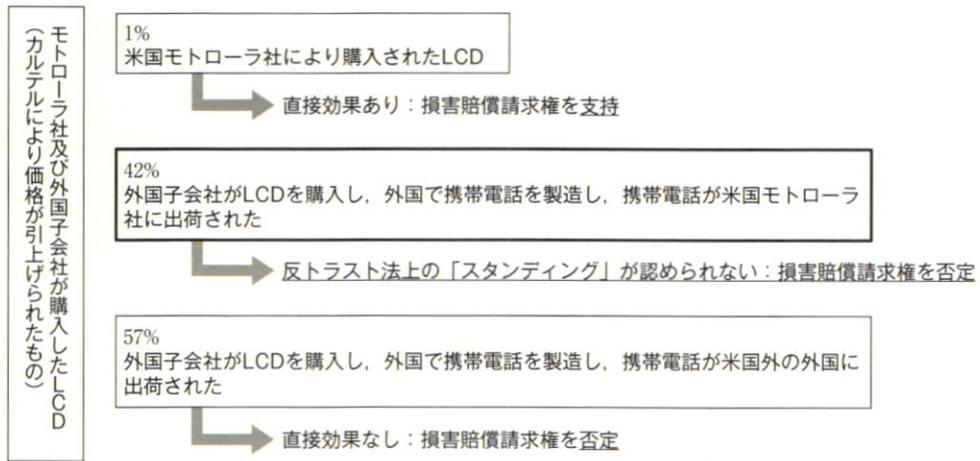 モトローラ社及び外国子会社が購入したLCD
（カルテルにより価格が引上げられたもの）
1%
米国モトローラ社により購入されたLCD
直接効果あり：損害賠償請求権を支持
42%
外国子会社がLCDを購入し，外国で携帯電話を製造し，携帯電話が米国モトローラ
社に出荷された
反トラスト法上の「スタンディング」が認められない：損害賠償請求権を否定
57%
外国子会社がLCDを購入し，外国で携帯電話を製造し，携帯電話が米国外の外国に
出荷された
直接効果なし：損害賠償請求権を否定